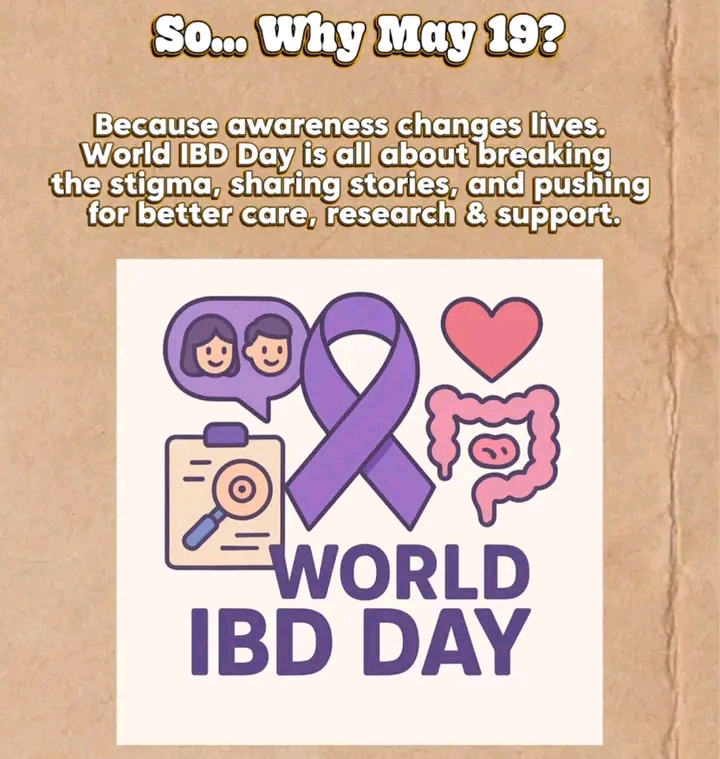 So... Why May 19?
Because awareness changes lives.
World IBD Day is all about breaking
the stigma, sharing stories, and pushing
for better care, research & support.
WORLD
IBD DAY